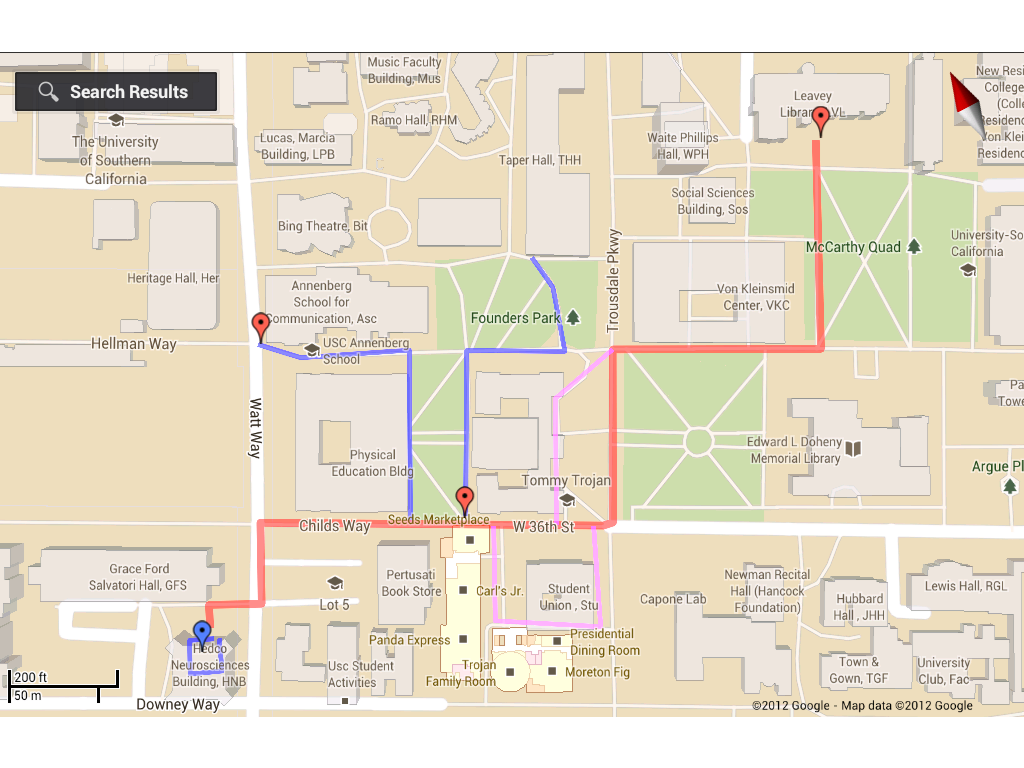 Search Results
Music Faculty
Building, Mus
Leavey
Library, VL
New Resi
College
(Colle
Residence
Von Klein
Residenc
The University
of Southern
California
Ramo Hall, RHM
Lucas, Marcia
Building, LPB
Taper Hall, THH
Waite Phillips
Hall, WPH
Social Sciences
Building, Sos
Bing Theatre, Bit
Trousdale Pkwy
McCarthy Quad
University-So
California
Heritage Hall, Her
Annenberg
School for
Communication, Asc
Von Kleinsmid
Center, VKC
Founders Park
Hellman Way
USC Annenberg
School
Watt Way
Pa
Towe
Physical
Education Bldg
Edward L Doheny
Memorial Library
Argue Pl
Tommy Trojan
Seeds Marketplace
Childs Way
W 36th St
Grace Ford
Salvatori Hall, GFS
Pertusati
Book Store
Carl's Jr.
Student
Union , Stu
Capone Lab
Newman Recital
Hall (Hancock
Foundation)
Hubbard
Hall , JHH
Lewis Hall, RGL
Lot 5
Panda Express
Presidential
Dining Room
Hedco
Neurosciences
Building, HNB
Usc Student
Activities
Trojan
Family Room
Moreton Fig
Town &
Gown, TGF
University
Club, Fac
200 ft
50 m
Downey Way
©2012 Google - Map data ©2012 Google